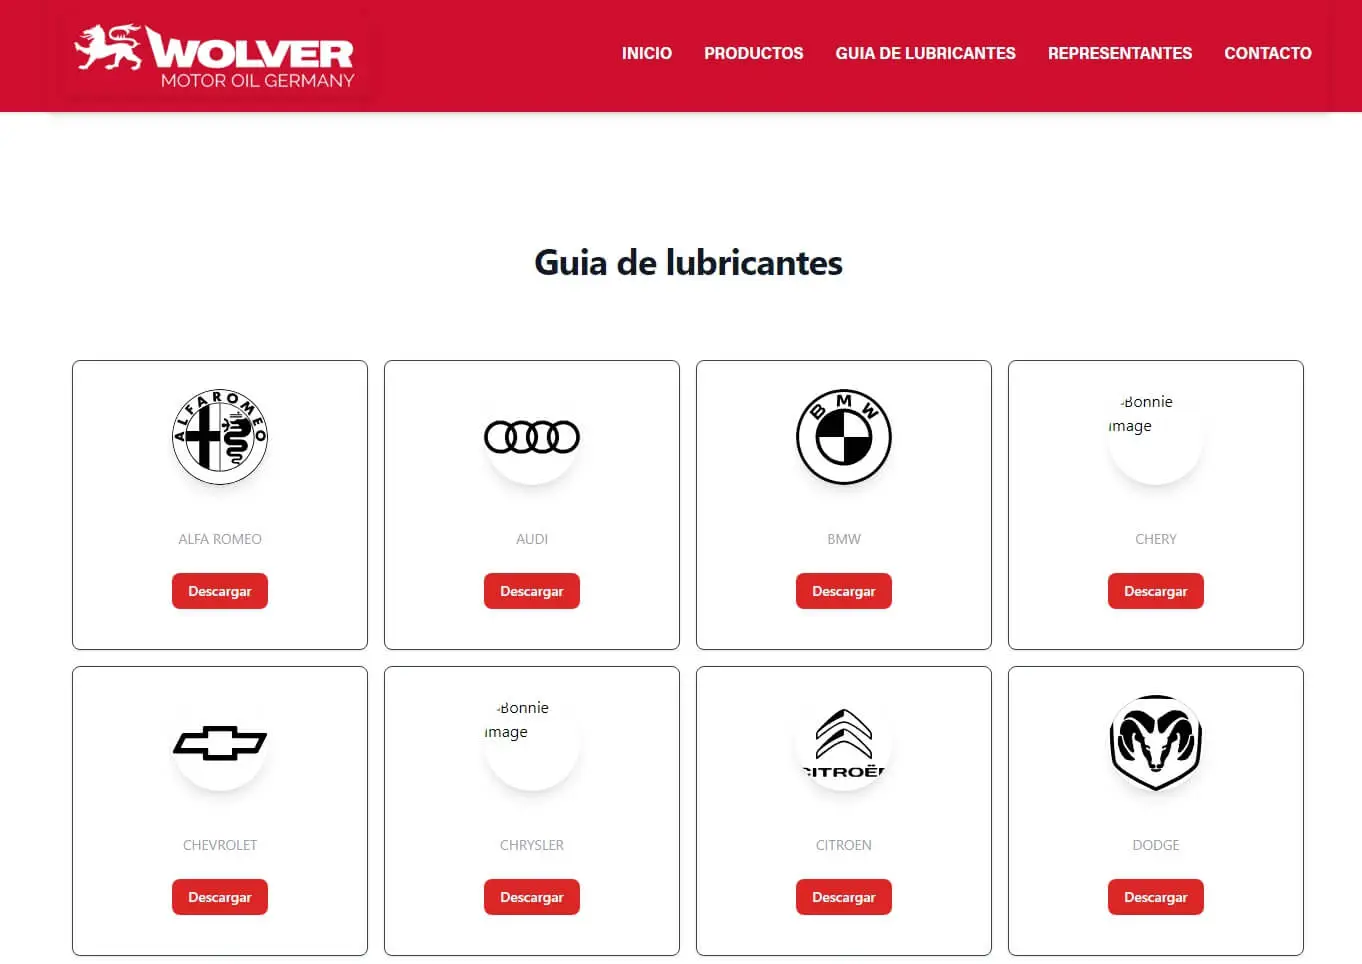 WOLVER
MOTOR OIL GERMANY
INICIO PRODUCTOS GUIA DE LUBRICANTES REPRESENTANTES CONTACTO
Guia de lubricantes
ALFA ROMEO
BMW
Bonnie
image
ALFA ROMEO AUDI BMW CHERY
Descargar Descargar Descargar Descargar
Bonnie
image
CITROËN
CHEVROLET CHRYSLER CITROEN DODGE
Descargar Descargar Descargar Descargar